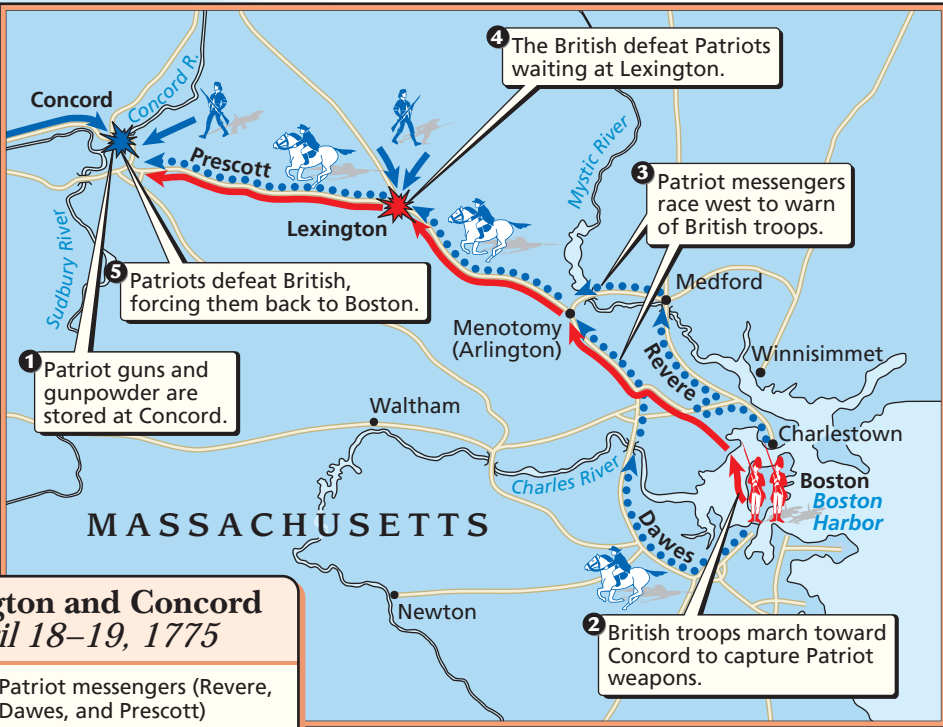 4 The British defeat Patriots
waiting at Lexington.
Concord
Concord R.
Prescott
Mystic River
3 Patriot messengers
race west to warn
of British troops.
Lexington
Sudbury River
5 Patriots defeat British,
forcing them back to Boston.
Medford
Menotomy
(Arlington)
Revere
Winnisimmet
1 Patriot guns and
gunpowder are
stored at Concord.
Waltham
Charlestown
Charles River
Boston
Boston
Harbor
MASSACHUSETTS
Dawes
Newton
2 British troops march toward
Concord to capture Patriot
weapons.
gton and Concord
il 18–19, 1775
Patriot messengers (Revere,
Dawes, and Prescott)